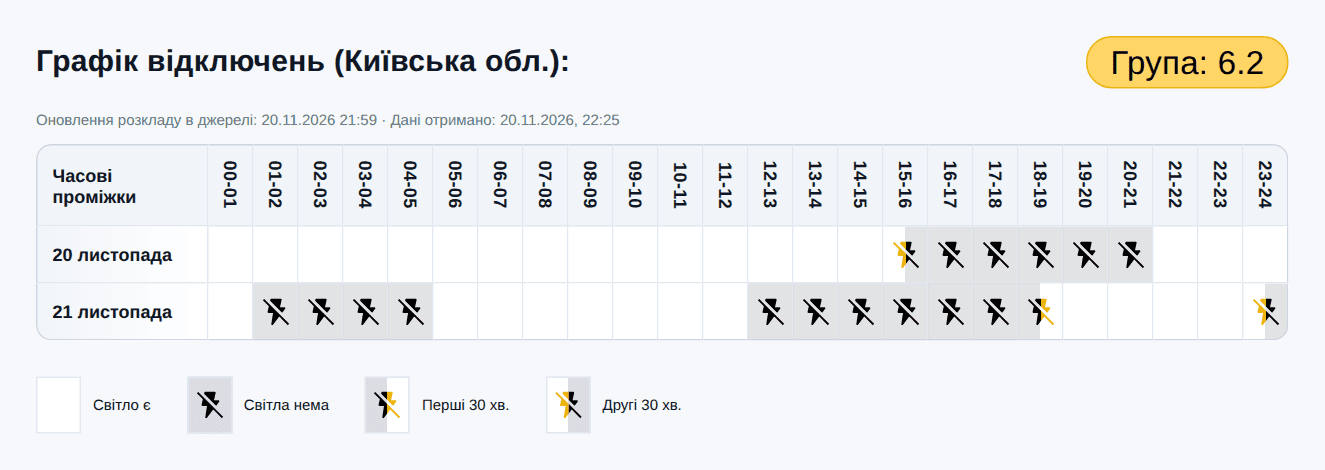 Графік відключень (Київська обл.):
Група: 6.2
Оновлення розкладу в джерелі: 20.11.2026 21:59 · Дані отримано: 20.11.2026, 22:25
Часові
проміжки
00-01
01-02
02-03
03-04
04-05
05-06
06-07
07-08
08-09
09-10
10-11
11-12
12-13
13-14
14-15
15-16
16-17
17-18
18-19
19-20
20-21
21-22
22-23
23-24
20 листопада
21 листопада
Світло є
Світла нема
Перші 30 хв.
Другі 30 хв.